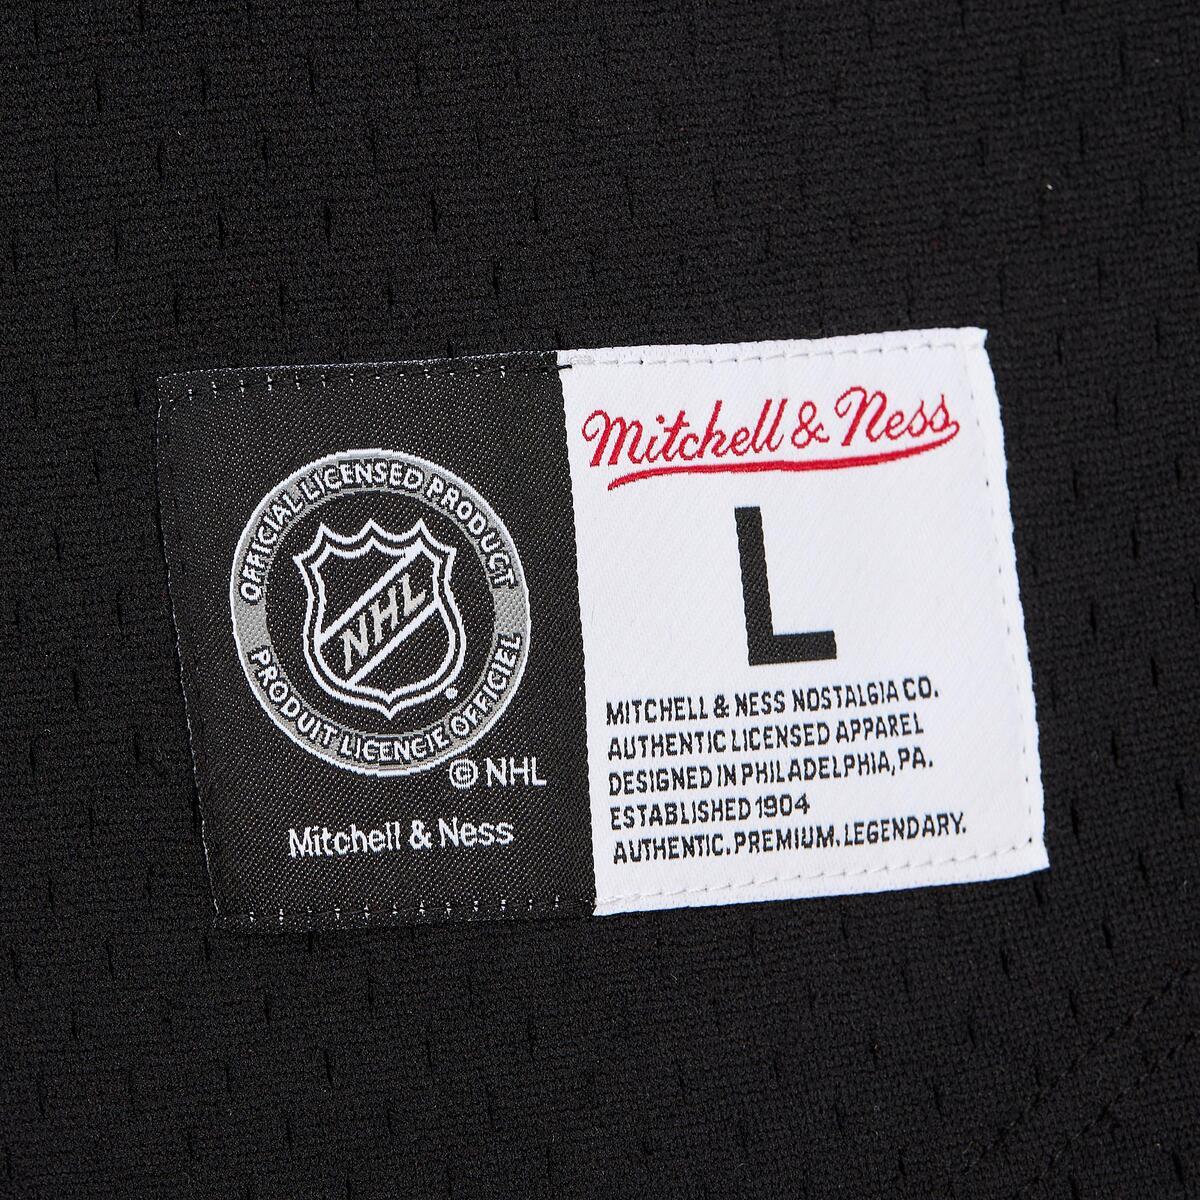 OFFICIAL LICENSED PRODUCT
NHL
®
PRODUIT LICENCIE OFFICIEL
© NHL
Mitchell & Ness
Mitchell & Ness
L
MITCHELL & NESS NOSTALGIA CO.
AUTHENTIC LICENSED APPAREL
DESIGNED IN PHILADELPHIA, PA.
ESTABLISHED 1904
AUTHENTIC. PREMIUM. LEGENDARY.